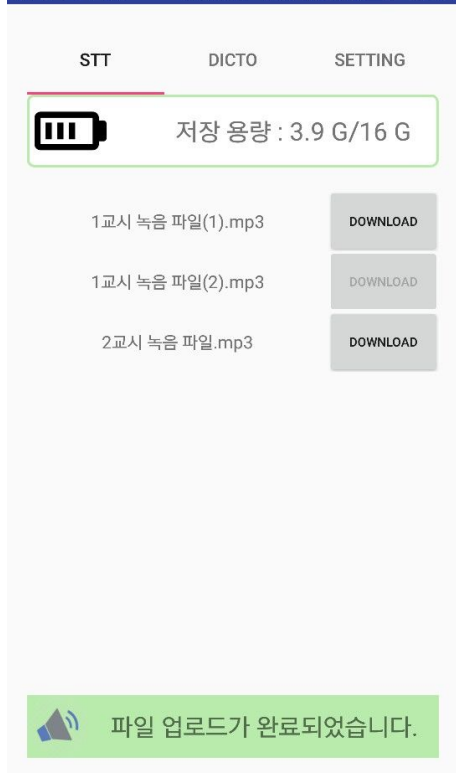 STT DICTO SETTING
저장 용량 : 3.9 G/16 G
1교시 녹음 파일(1).mp3 DOWNLOAD
1교시 녹음 파일(2).mp3 DOWNLOAD
2교시 녹음 파일.mp3 DOWNLOAD
파일 업로드가 완료되었습니다.